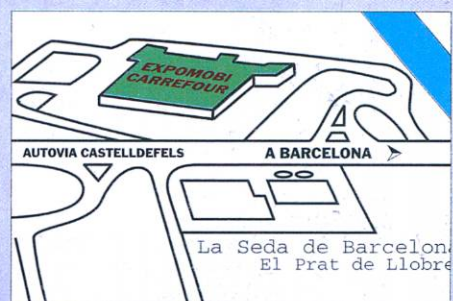 EXPOMOBI
CARREFOUR
AUTOVIA CASTELLDEFELS
A BARCELONA
La Seda de Barcelona
El Prat de Llobre